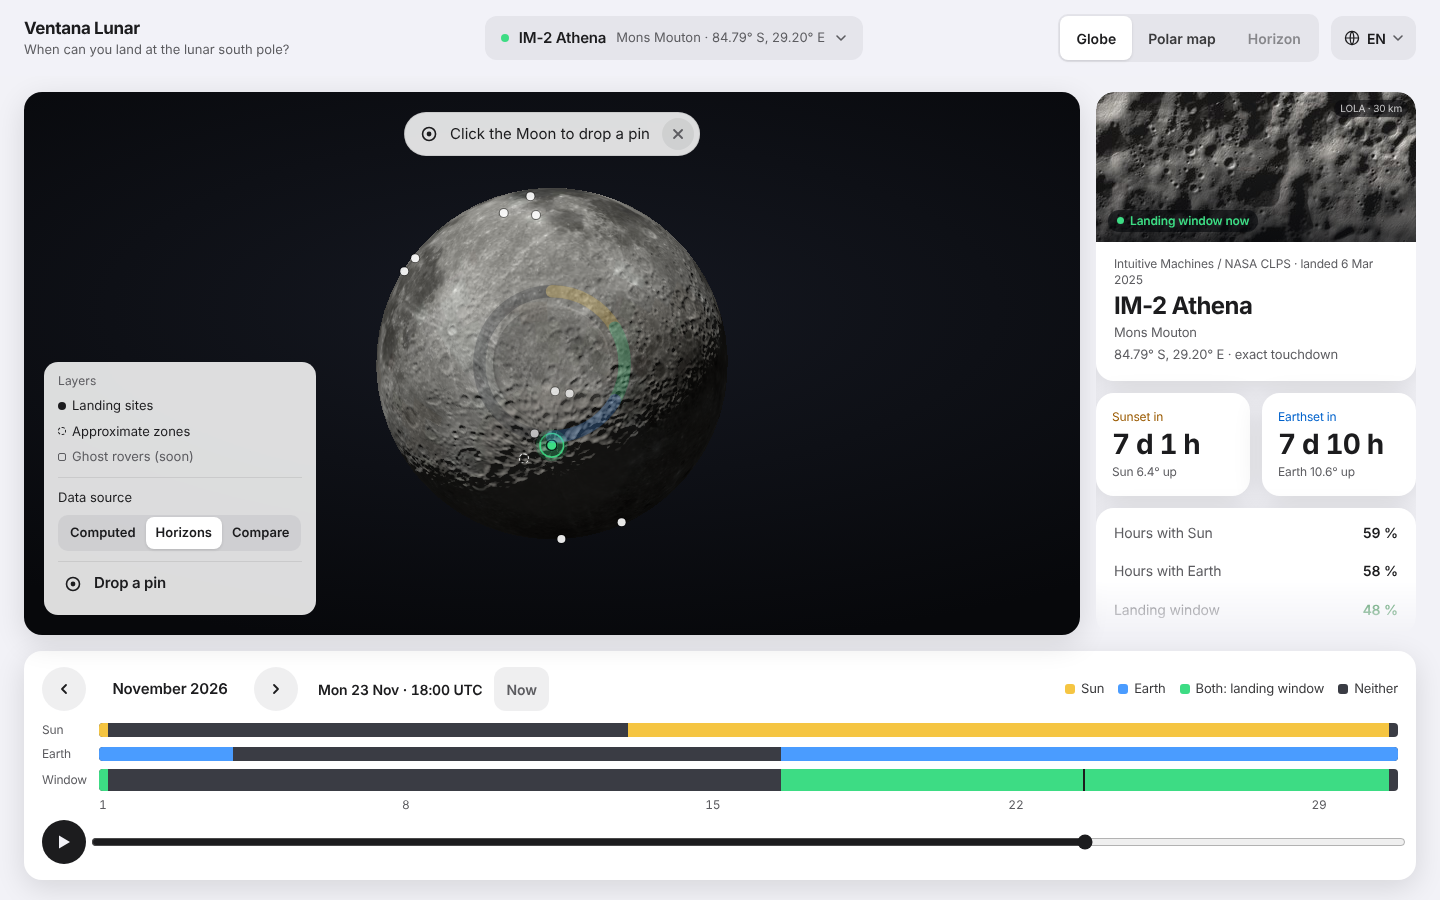 Ventana Lunar
When can you land at the lunar south pole?
IM-2 Athena Mons Mouton · 84.79° S, 29.20° E
Globe Polar map Horizon
EN
Click the Moon to drop a pin
Layers
Landing sites
Approximate zones
Ghost rovers (soon)
Data source
Computed Horizons Compare
Drop a pin
LOLA · 30 km
Landing window now
Intuitive Machines / NASA CLPS · landed 6 Mar
2025
IM-2 Athena
Mons Mouton
84.79° S, 29.20° E · exact touchdown
Sunset in
7 d 1 h
Sun 6.4° up
Earthset in
7 d 10 h
Earth 10.6° up
Hours with Sun 59 %
Hours with Earth 58 %
Landing window 48 %
November 2026
Mon 23 Nov · 18:00 UTC
Now
Sun Earth Both: landing window Neither
Sun
Earth
Window
1 8 15 22 29